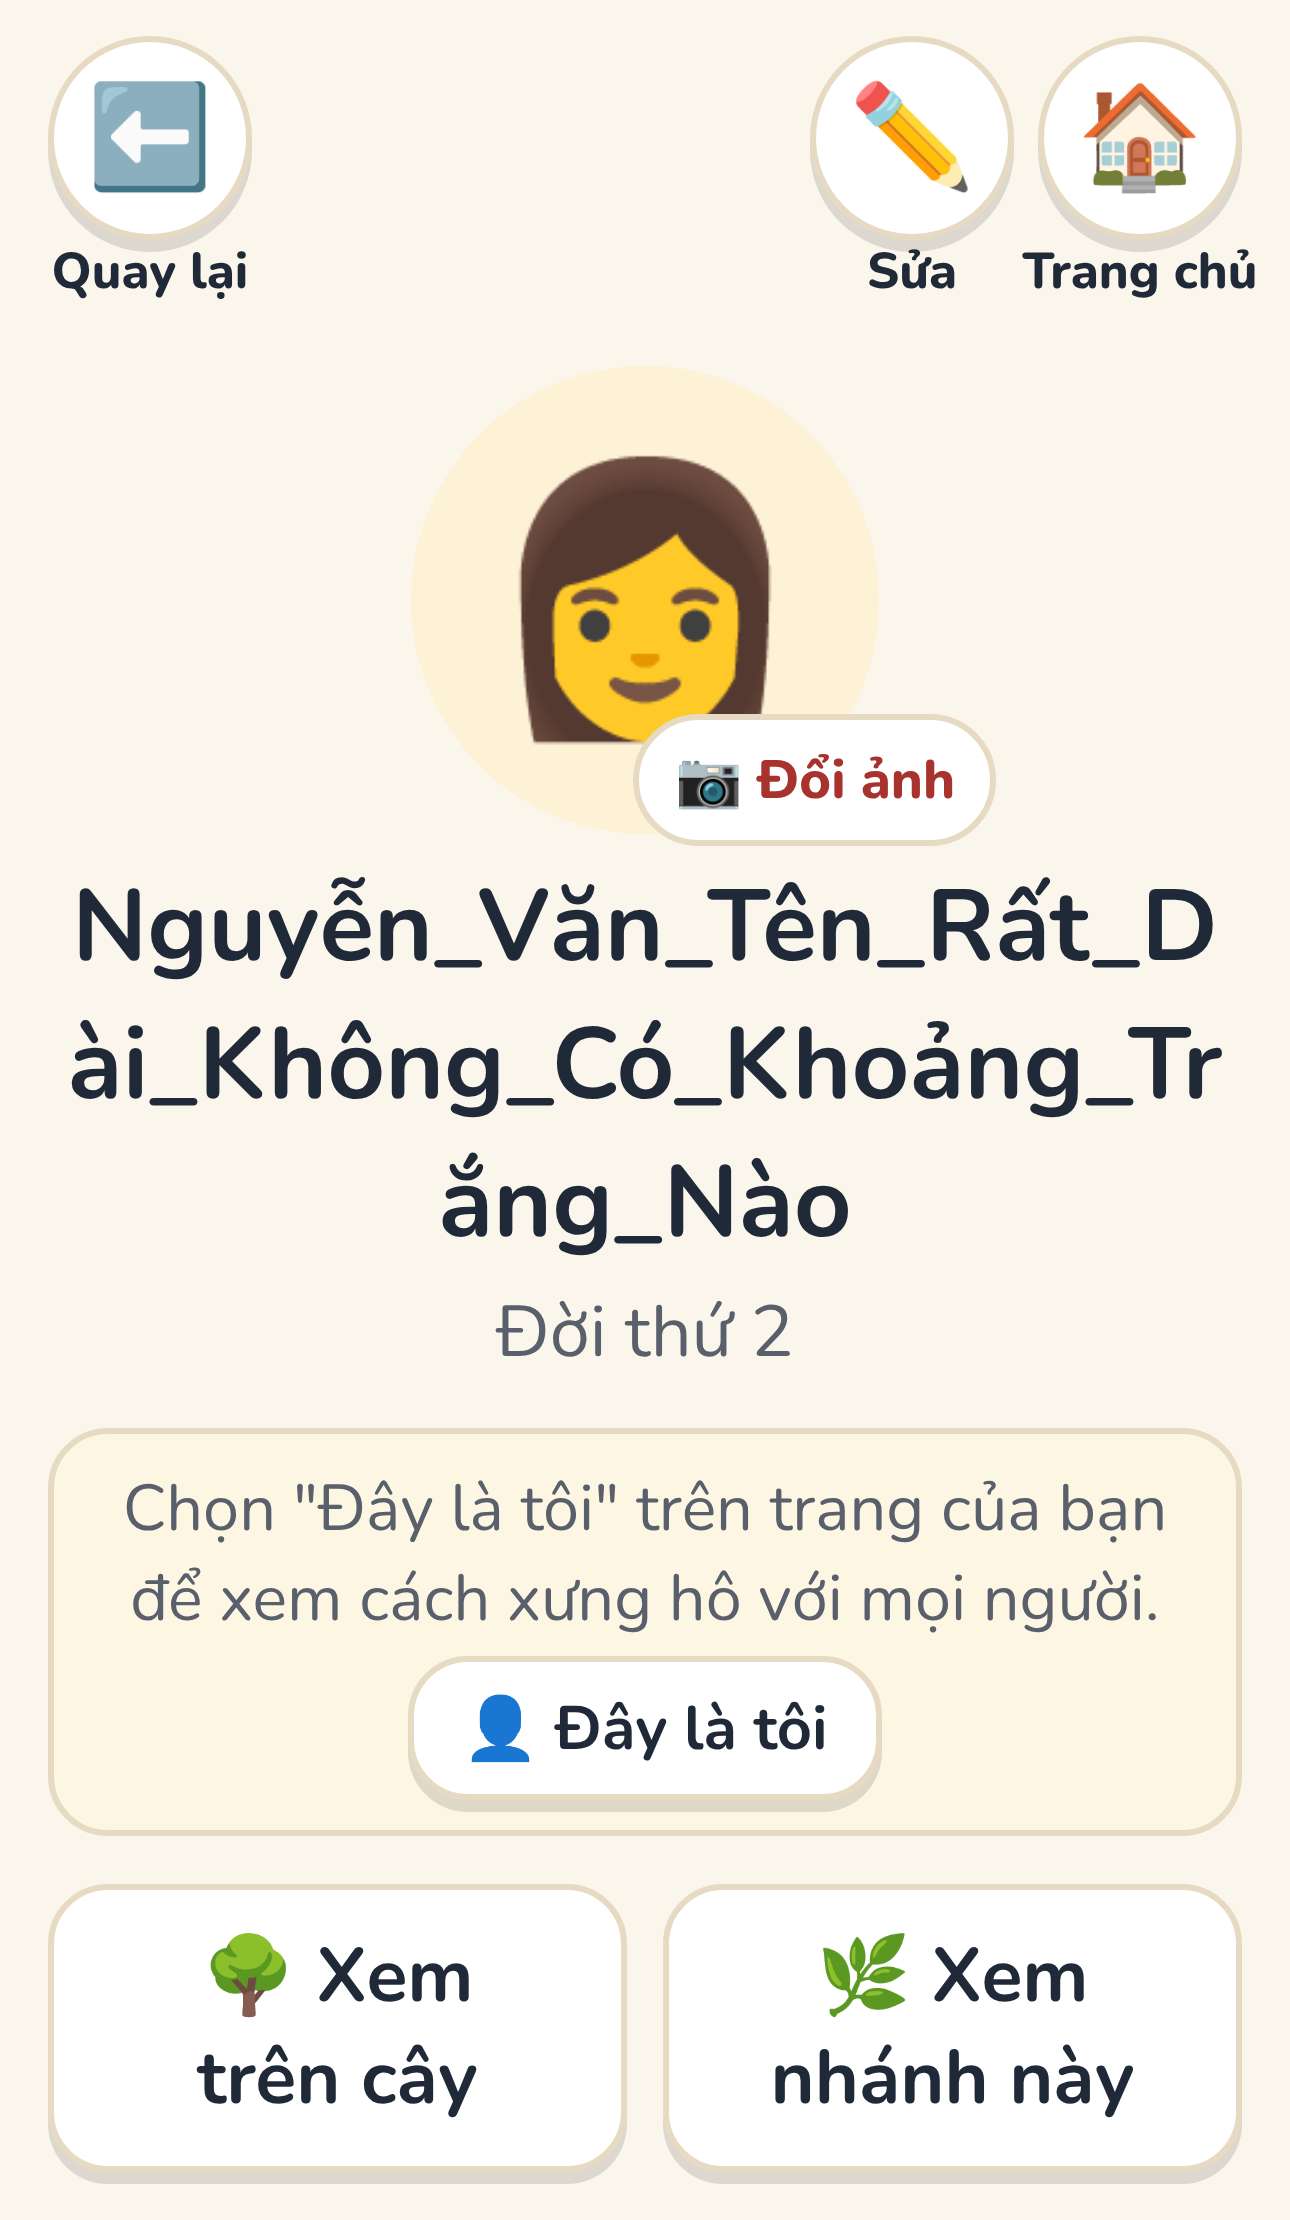 Quay lại
Sửa
Trang chủ
Đổi ảnh
Nguyễn_Văn_Tên_Rất_D
ài_Không_Có_Khoảng_Tr
ắng_Nào
Đời thứ 2
Chọn "Đây là tôi" trên trang của bạn
để xem cách xưng hô với mọi người.
Đây là tôi
Xem
trên cây
Xem
nhánh này